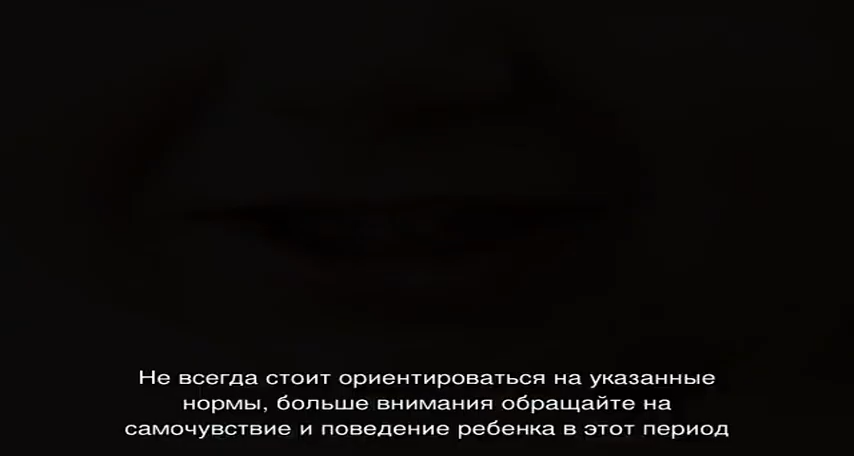 Не всегда стоит ориентироваться на указанные
нормы, больше внимания обращайте на
самочувствие и поведение ребенка в этот период